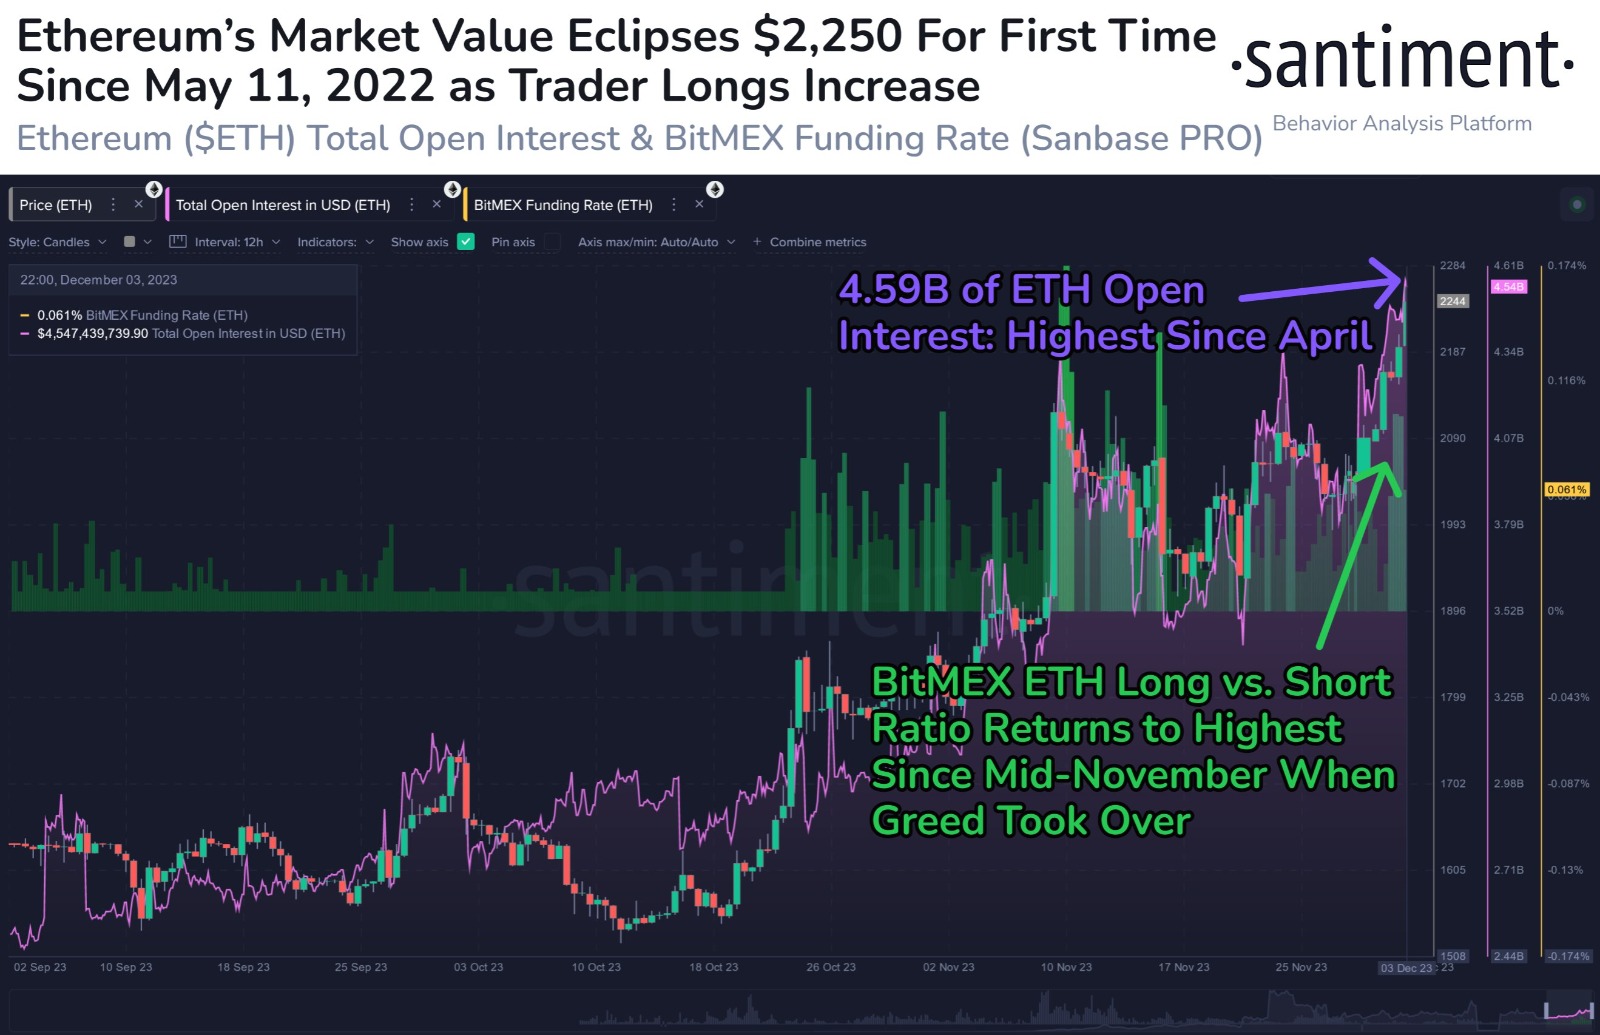 Ethereum’s Market Value Eclipses $2,250 For First Time
Since May 11, 2022 as Trader Longs Increase
Ethereum ($ETH) Total Open Interest & BitMEX Funding Rate (Sanbase PRO)
·santiment·
Behavior Analysis Platform
Price (ETH)
Total Open Interest in USD (ETH)
BitMEX Funding Rate (ETH)
Style: Candles
Interval: 12h
Indicators:
Show axis
Pin axis
Axis max/min: Auto/Auto
+ Combine metrics
22:00, December 03, 2023
0.061% BitMEX Funding Rate (ETH)
$4,547,439,739.90 Total Open Interest in USD (ETH)
4.59B of ETH Open
Interest: Highest Since April
BitMEX ETH Long vs. Short
Ratio Returns to Highest
Since Mid-November When
Greed Took Over
santiment
2284 4.61B 0.174%
2244 4.54B
2187 4.34B 0.116%
2090 4.07B
0.061%
1993 3.79B
1896 3.52B 0%
1799 3.25B -0.043%
1702 2.98B -0.087%
1605 2.71B -0.13%
1508 2.44B -0.174%
02 Sep 23 10 Sep 23 18 Sep 23 25 Sep 23 03 Oct 23 10 Oct 23 18 Oct 23 26 Oct 23 02 Nov 23 10 Nov 23 17 Nov 23 25 Nov 23 03 Dec 23 23